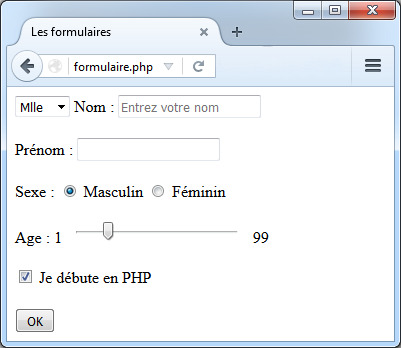 Les formulaires
formulaire.php
Mlle Nom : Entrez votre nom
Prénom :
Sexe : Masculin Féminin
Age : 1 99
Je débute en PHP
OK